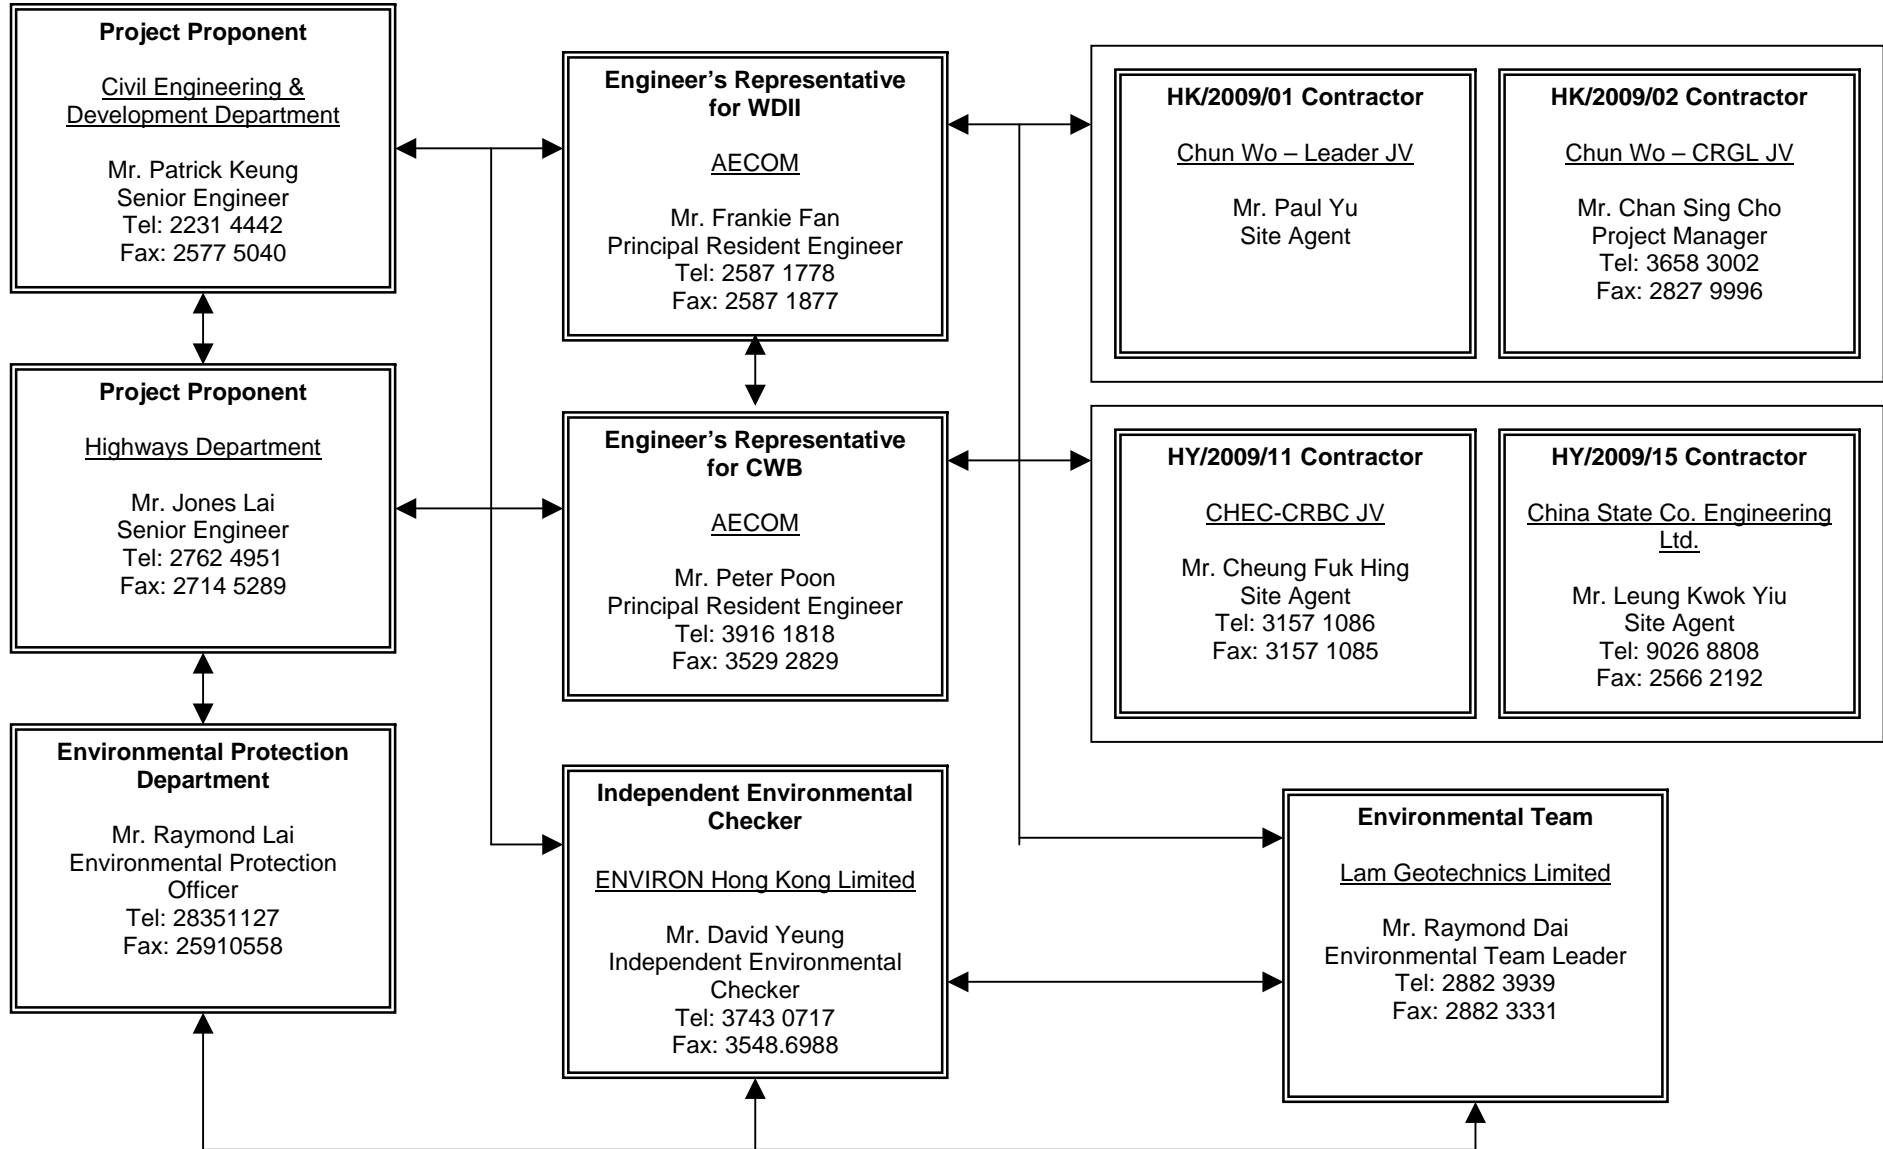 Project Proponent
Civil Engineering &
Development Department
Mr. Patrick Keung
Senior Engineer
Tel: 2231 4442
Fax: 2577 5040
Engineer's Representative
for WDII
AECOM
Mr. Frankie Fan
Principal Resident Engineer
Tel: 2587 1778
Fax: 2587 1877
HK/2009/01 Contractor
Chun Wo – Leader JV
Mr. Paul Yu
Site Agent
HK/2009/02 Contractor
Chun Wo – CRGL JV
Mr. Chan Sing Cho
Project Manager
Tel: 3658 3002
Fax: 2827 9996
Project Proponent
Highways Department
Mr. Jones Lai
Senior Engineer
Tel: 2762 4951
Fax: 2714 5289
Engineer's Representative
for CWB
AECOM
Mr. Peter Poon
Principal Resident Engineer
Tel: 3916 1818
Fax: 3529 2829
HY/2009/11 Contractor
CHEC-CRBC JV
Mr. Cheung Fuk Hing
Site Agent
Tel: 3157 1086
Fax: 3157 1085
HY/2009/15 Contractor
China State Co. Engineering
Ltd.
Mr. Leung Kwok Yiu
Site Agent
Tel: 9026 8808
Fax: 2566 2192
Environmental Protection
Department
Mr. Raymond Lai
Environmental Protection
Officer
Tel: 28351127
Fax: 25910558
Independent Environmental
Checker
ENVIRON Hong Kong Limited
Mr. David Yeung
Independent Environmental
Checker
Tel: 3743 0717
Fax: 3548.6988
Environmental Team
Lam Geotechnics Limited
Mr. Raymond Dai
Environmental Team Leader
Tel: 2882 3939
Fax: 2882 3331